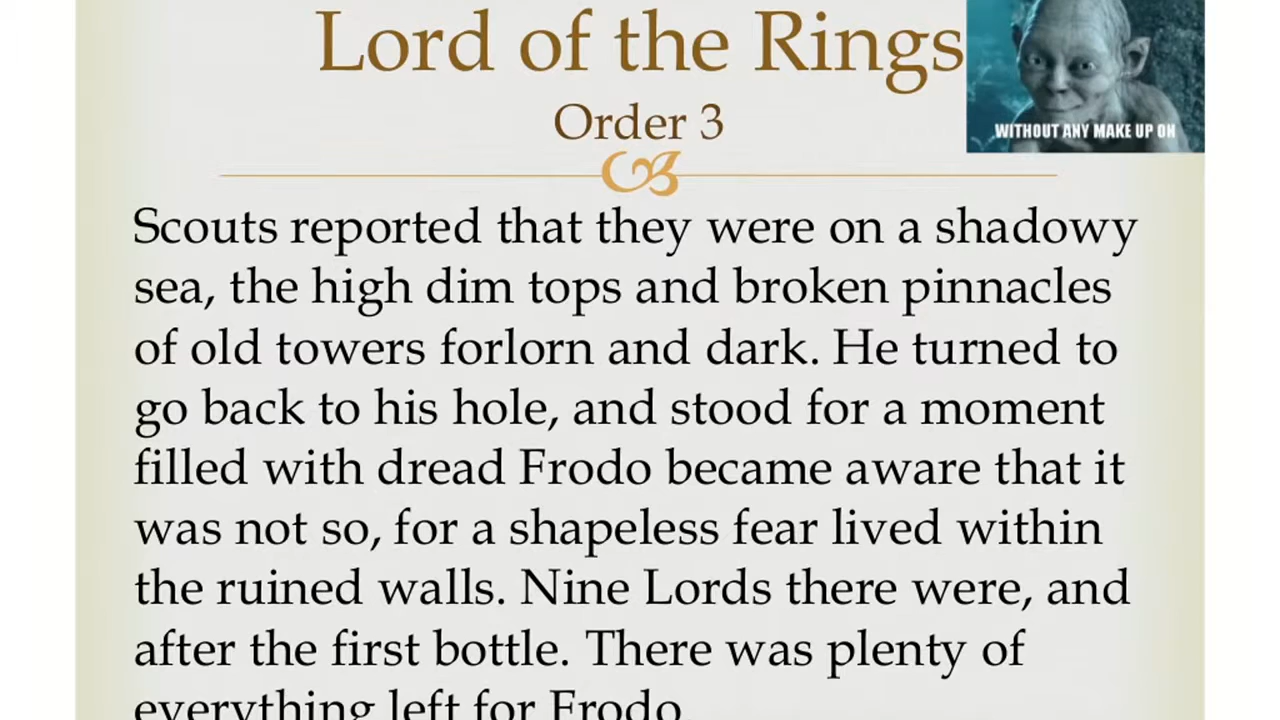 Lord of the Rings
Order 3
WITHOUT ANY MAKE UP ON
Scouts reported that they were on a shadowy
sea, the high dim tops and broken pinnacles
of old towers forlorn and dark. He turned to
go back to his hole, and stood for a moment
filled with dread Frodo became aware that it
was not so, for a shapeless fear lived within
the ruined walls. Nine Lords there were, and
after the first bottle. There was plenty of
everything left for Frodo.